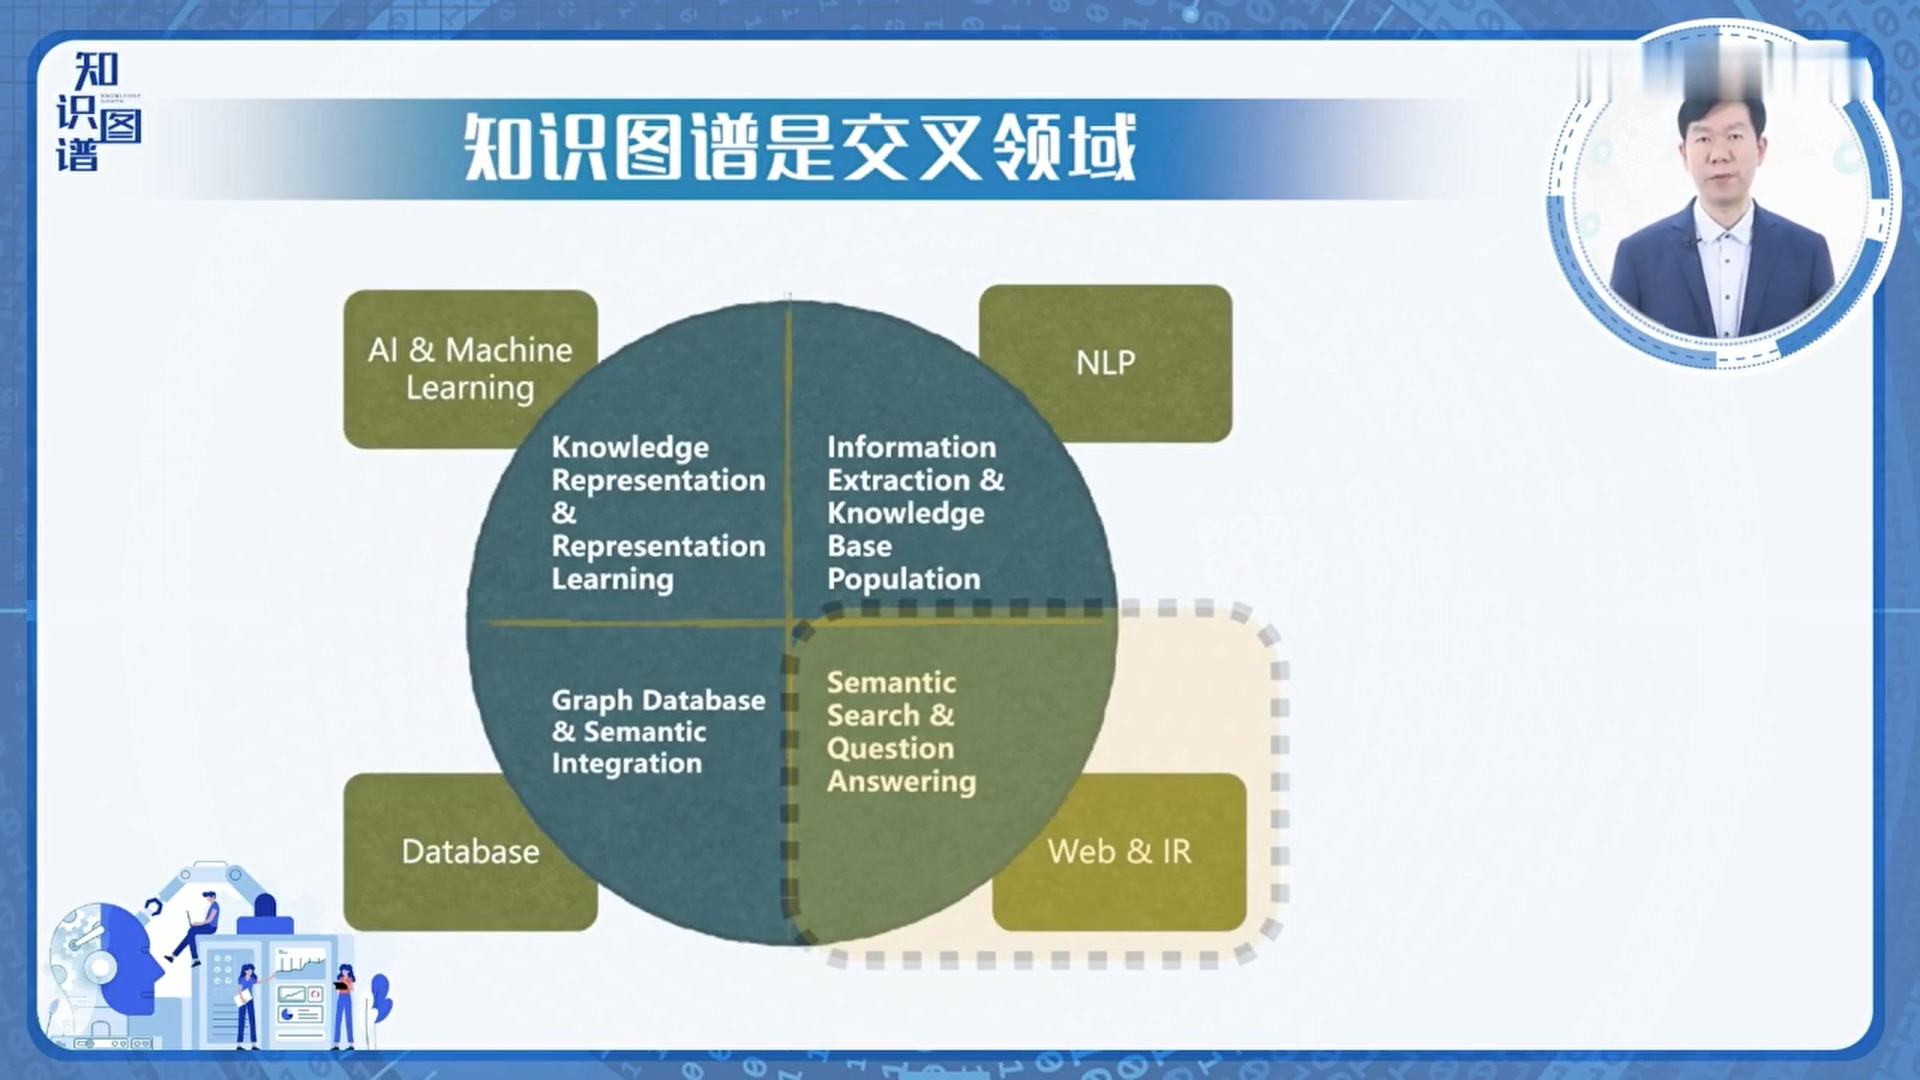 知识图谱
知识图谱是交叉领域
AI & Machine
Learning
NLP
Knowledge
Representation
&
Representation
Learning
Information
Extraction &
Knowledge
Base
Population
Graph Database
& Semantic
Integration
Semantic
Search &
Question
Answering
Database
Web & IR